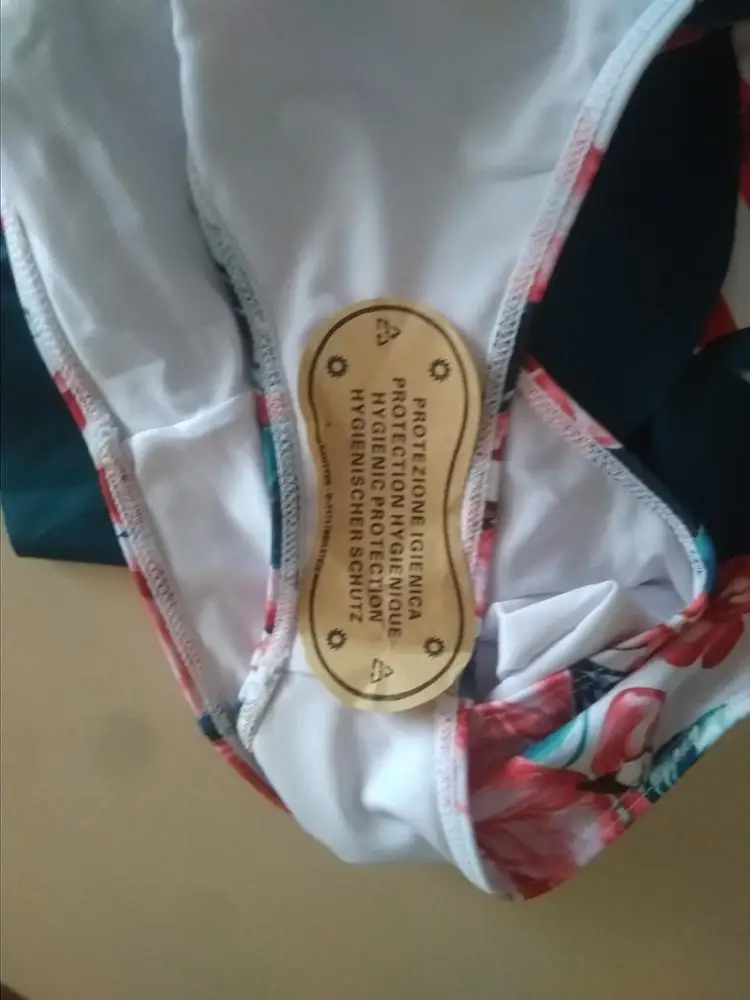 PROTEZIONE IGIENICA
PROTECTION HYGIENIQUE
HYGIENIC PROTECTION
HYGIENISCHER SCHUTZ